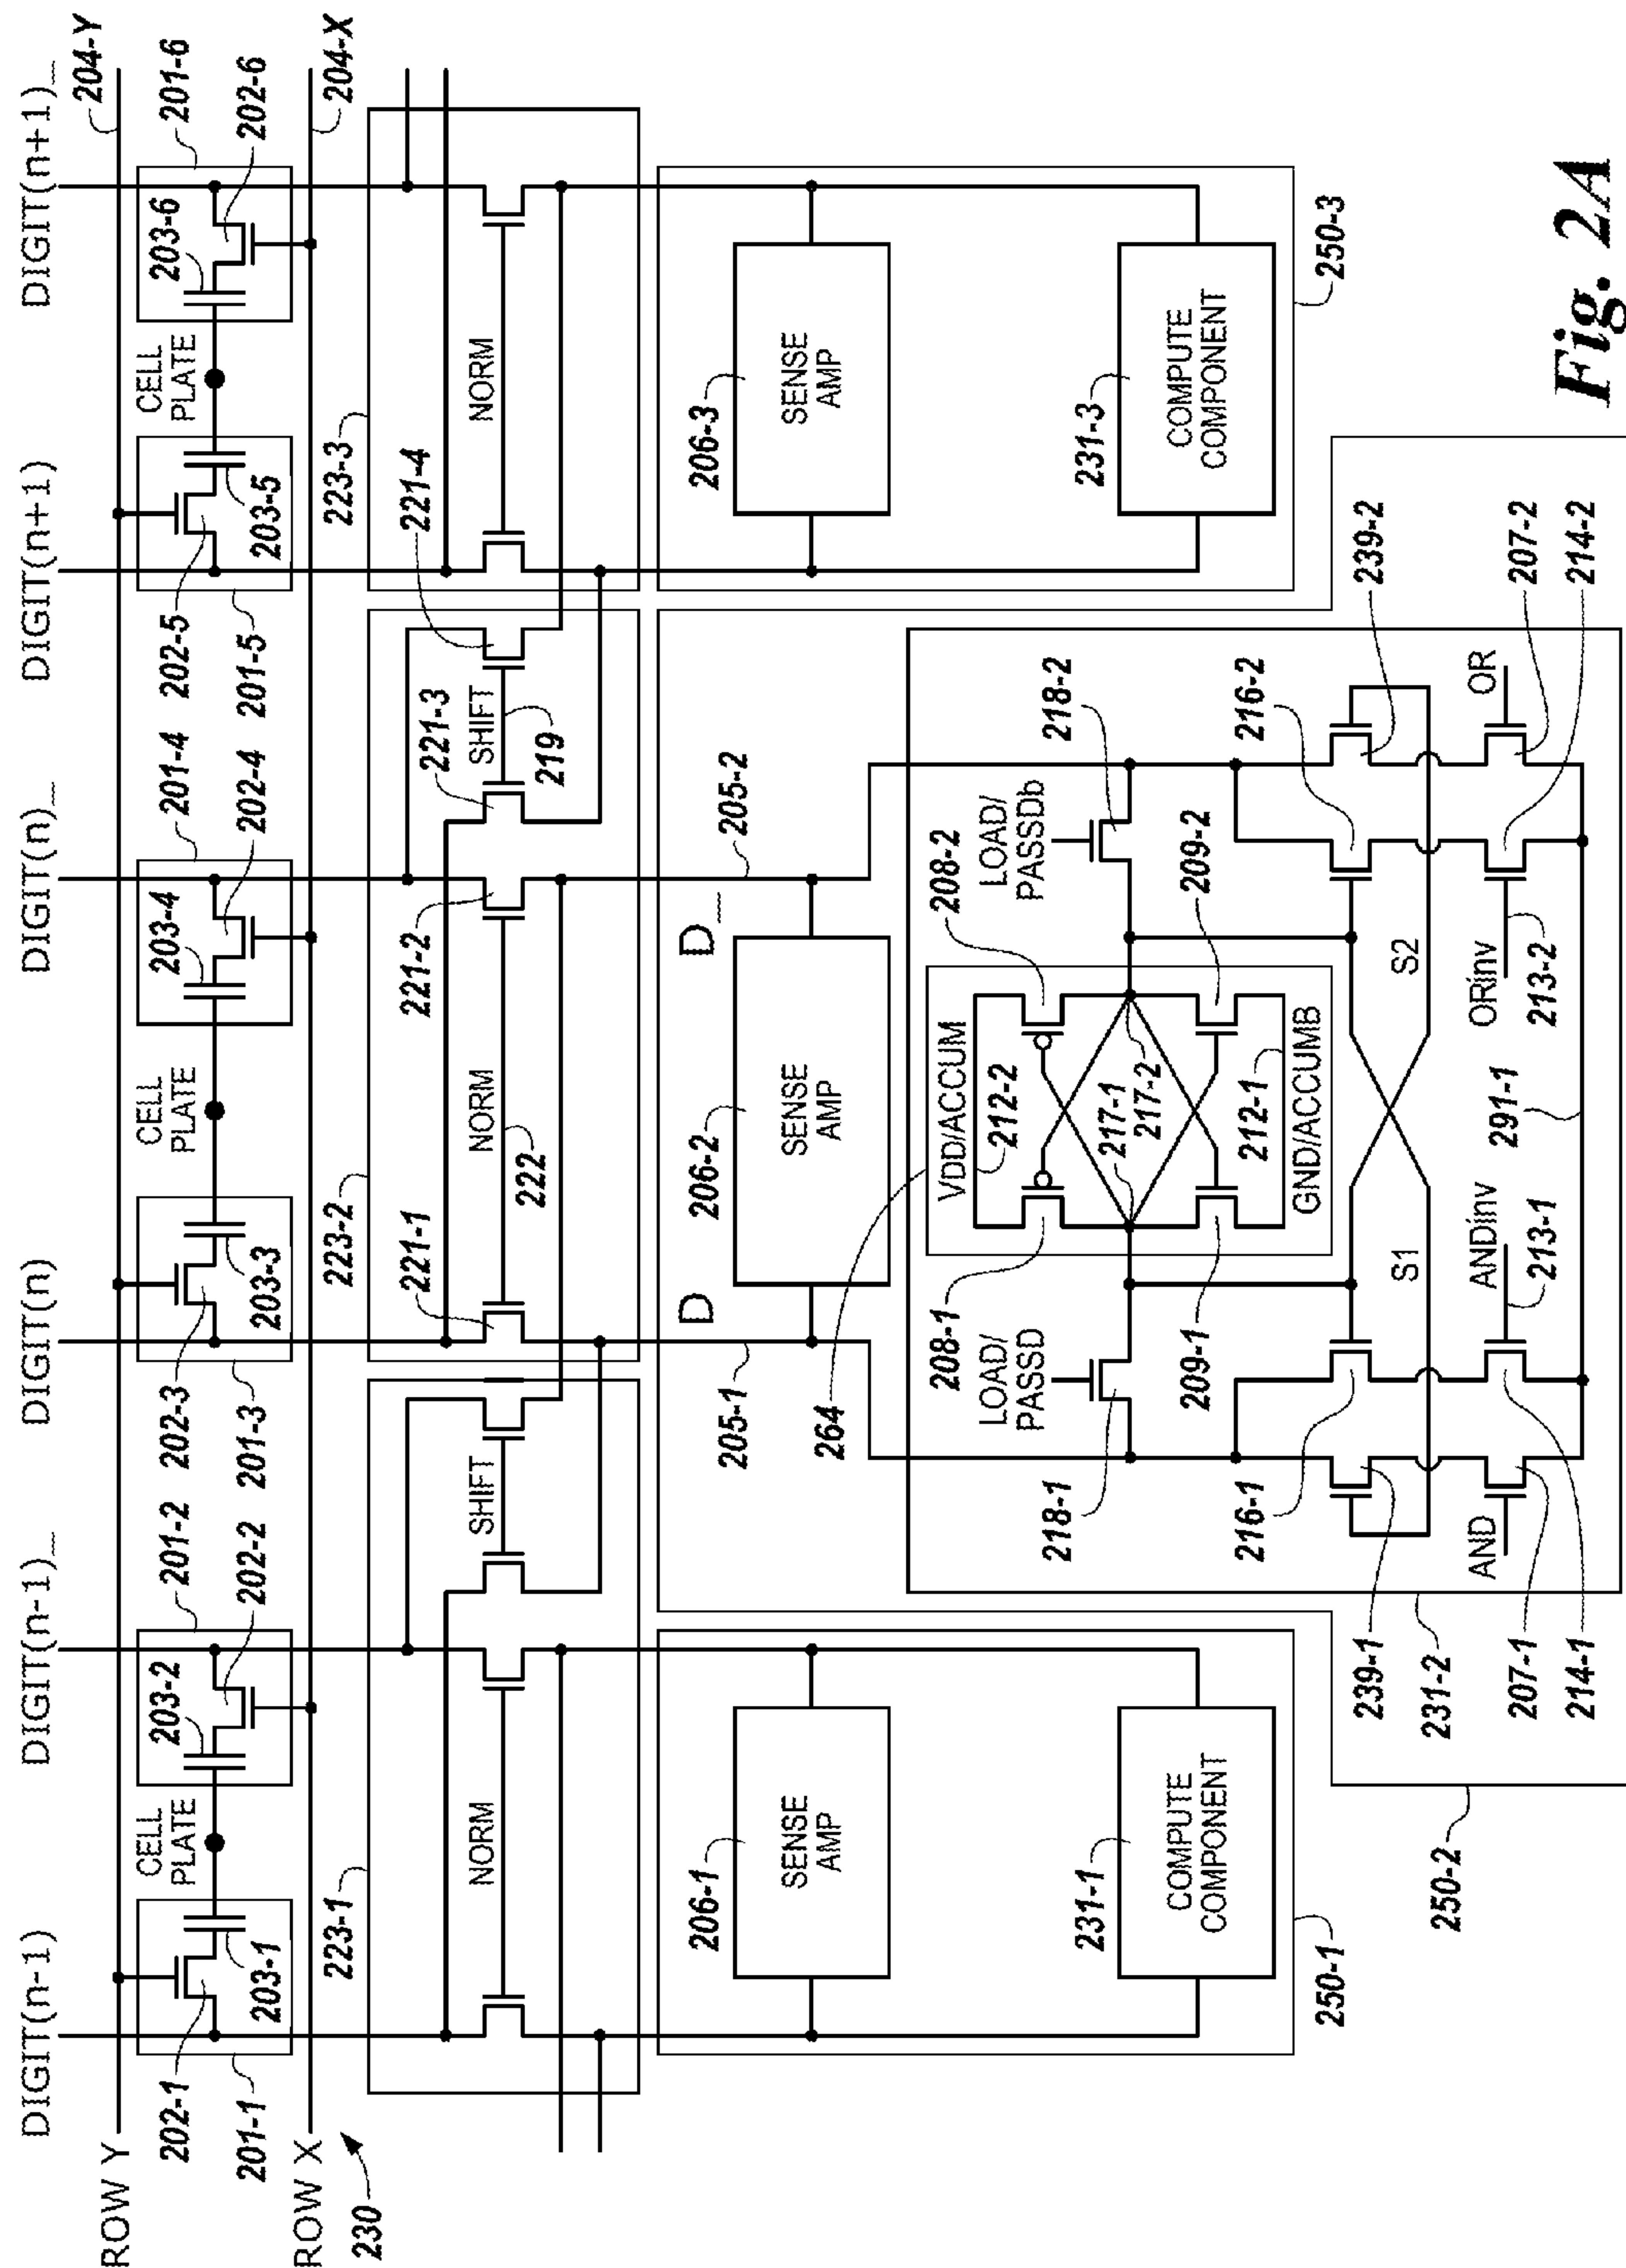 DIGIT(n-1)
DIGIT(n-1)_
DIGIT(n)
DIGIT(n)_
DIGIT(n+1)
DIGIT(n+1)_
ROW Y
204-Y
202-1
203-1
201-1
CELL
PLATE
203-2
201-2
202-2
202-3
203-3
201-3
CELL
PLATE
203-4
201-4
202-4
202-5
203-5
201-5
CELL
PLATE
203-6
201-6
202-6
ROW X
204-X
230
223-1
223-2
223-3
NORM
SHIFT
221-1
NORM
222
221-2
221-3
SHIFT
219
221-4
NORM
205-1
D
D_
205-2
206-1
SENSE
AMP
206-2
SENSE
AMP
206-3
SENSE
AMP
264
LOAD/
PASSD
218-1
208-1
209-1
VDD/ACCUM
212-2
217-1
217-2
212-1
GND/ACCUMB
208-2
209-2
LOAD/
PASSDb
218-2
231-1
COMPUTE
COMPONENT
231-3
COMPUTE
COMPONENT
250-1
250-3
216-1
216-2
239-1
239-2
S1
S2
AND
ANDinv
213-1
291-1
ORinv
213-2
OR
231-2
207-1
214-1
207-2
214-2
250-2
Fig. 2A